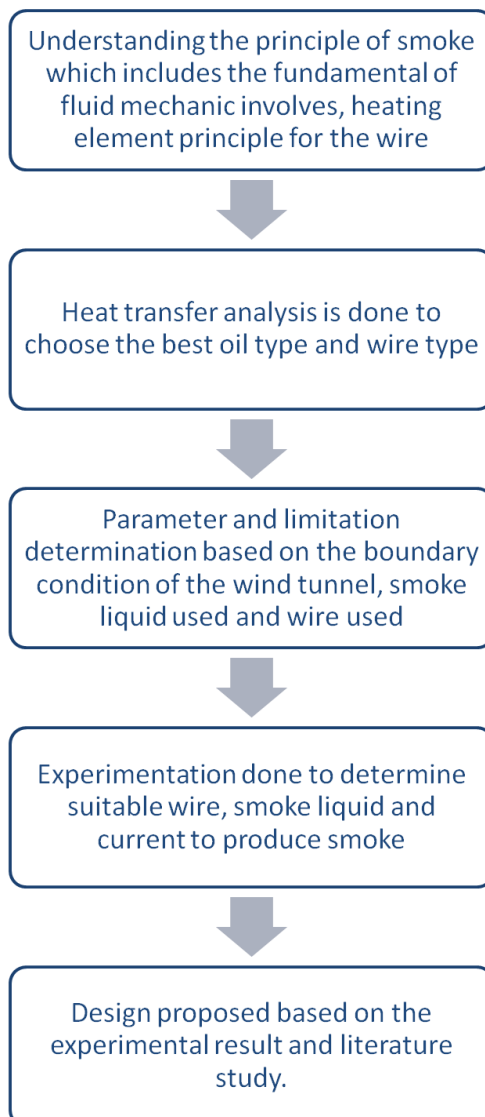 Understanding the principle of smoke
which includes the fundamental of
fluid mechanic involves, heating
element principle for the wire
Heat transfer analysis is done to
choose the best oil type and wire type
Parameter and limitation
determination based on the boundary
condition of the wind tunnel, smoke
liquid used and wire used
Experimentation done to determine
suitable wire, smoke liquid and
current to produce smoke
Design proposed based on the
experimental result and literature
study.